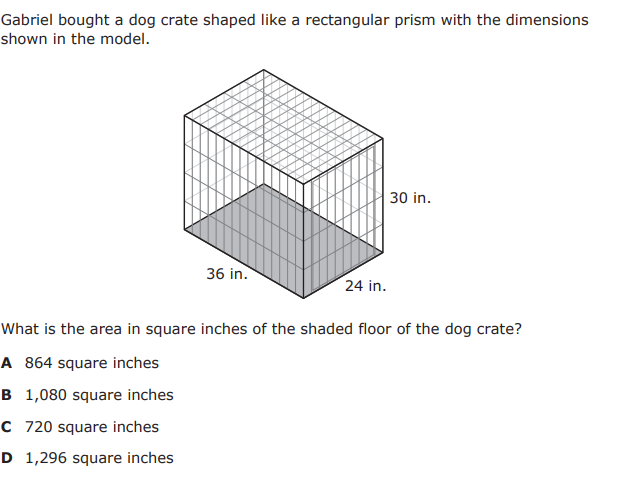 Gabriel bought a dog crate shaped like a rectangular prism with the dimensions
shown in the model.
30 in.
36 in.
24 in.
What is the area in square inches of the shaded floor of the dog crate?
A 864 square inches
B 1,080 square inches
C 720 square inches
D 1,296 square inches